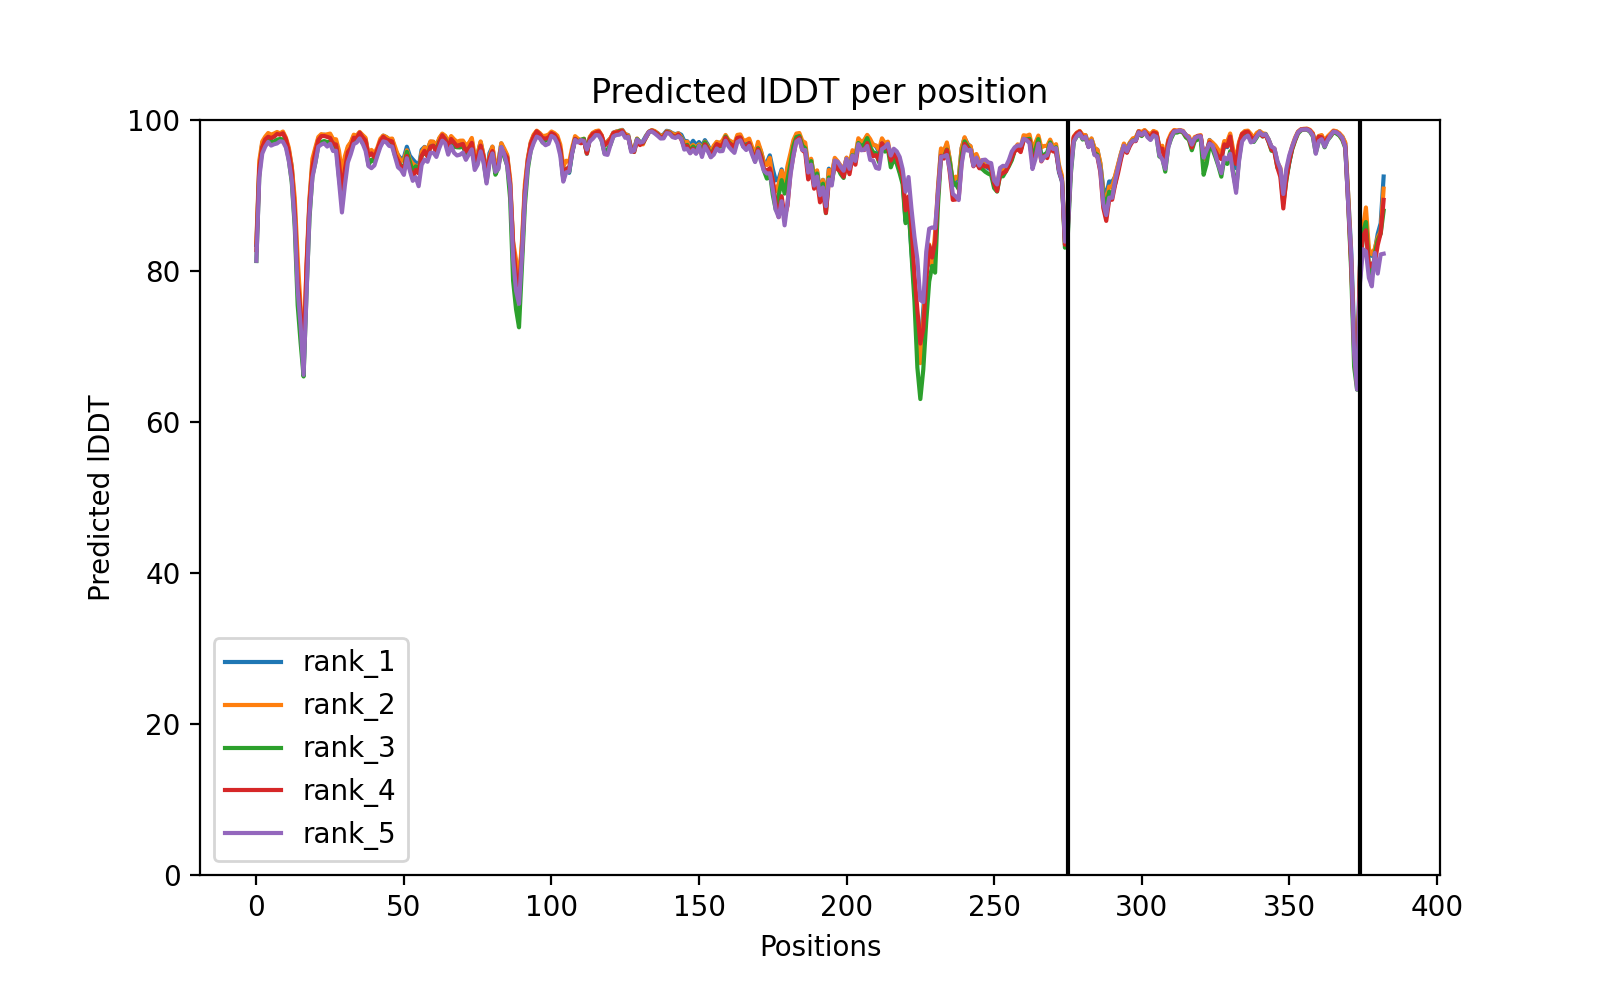 Predicted lDDT per position
100
80
60
40
20
0
Predicted lDDT
rank_1
rank_2
rank_3
rank_4
rank_5
0 50 100 150 200 250 300 350 400
Positions